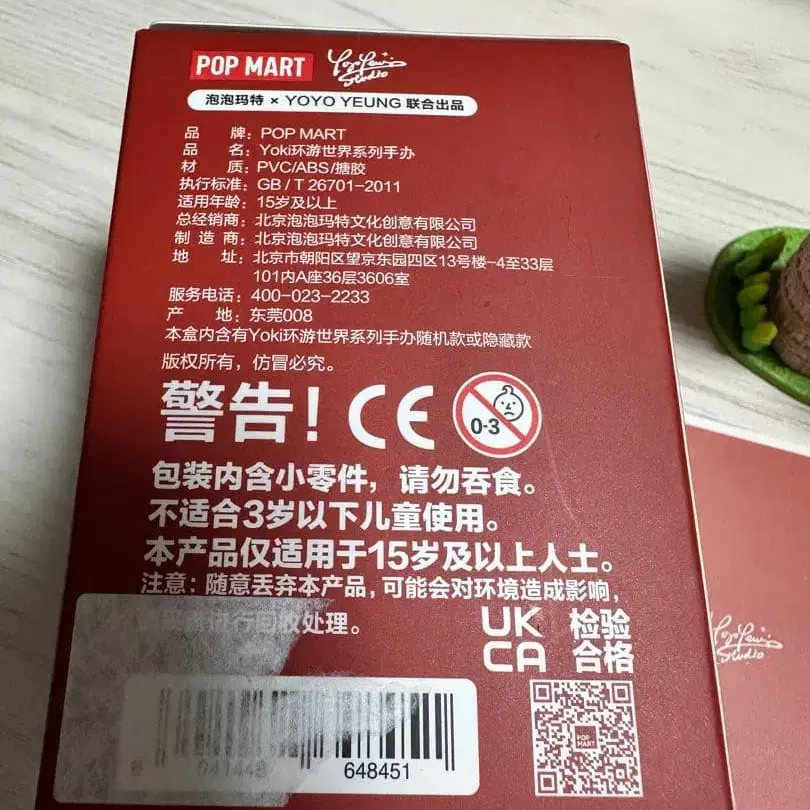 POP MART YoyoYeung Studio
泡泡玛特 × YOYO YEUNG 联合出品
品 牌：POP MART
品 名：Yoki环游世界系列手办
材 质：PVC/ABS/搪胶
执行标准：GB/T 26701-2011
适用年龄：15岁及以上
总经销商：北京泡泡玛特文化创意有限公司
制 造 商：北京泡泡玛特文化创意有限公司
地 址：北京市朝阳区望京东园四区13号楼-4至33层
101内A座36层3606室
服务电话：400-023-2233
产 地：东莞008
本盒内含有Yoki环游世界系列手办随机款或隐藏款
版权所有，仿冒必究。
警告！ CE 0-3
包装内含小零件，请勿吞食。
不适合3岁以下儿童使用。
本产品仅适用于15岁及以上人士。
注意：随意丢弃本产品，可能会对环境造成影响，
进行回收处理。
UK CA 检验合格
648451
POP MART
Studio